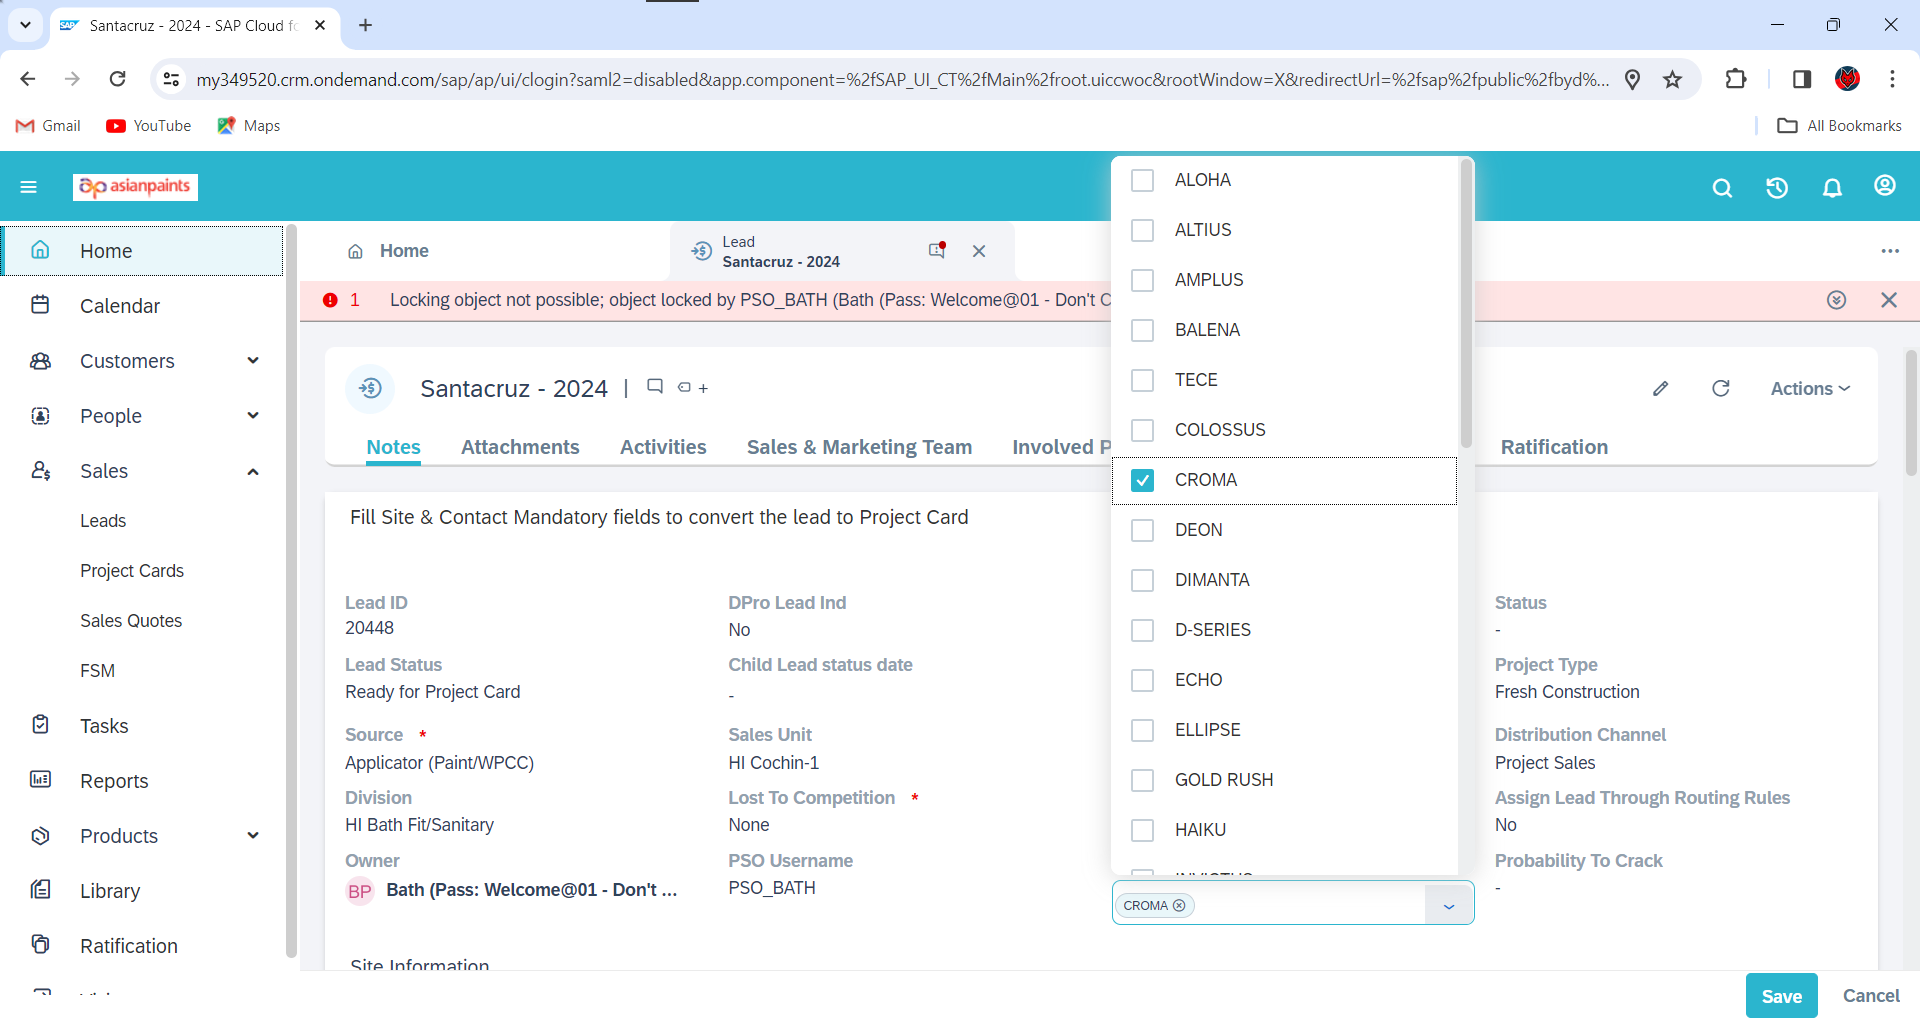 Santacruz - 2024 - SAP Cloud fo
my349520.crm.ondemand.com/sap/ap/ui/clogin?saml2=disabled&app.component=%2fSAP_UI_CT%2fMain%2froot.uiccwoc&rootWindow=X&redirectUrl=%2fsap%2fpublic%2fbyd%...
Gmail
YouTube
Maps
All Bookmarks
asianpaints
Home
Calendar
Customers
People
Sales
Leads
Project Cards
Sales Quotes
FSM
Tasks
Reports
Products
Library
Ratification
Home
Lead
Santacruz - 2024
1 Locking object not possible; object locked by PSO_BATH (Bath (Pass: Welcome@01 - Don't C
Santacruz - 2024 |
Actions
Notes
Attachments
Activities
Sales & Marketing Team
Involved P
Ratification
Fill Site & Contact Mandatory fields to convert the lead to Project Card
Lead ID
20448
Lead Status
Ready for Project Card
Source *
Applicator (Paint/WPCC)
Division
HI Bath Fit/Sanitary
Owner
BP Bath (Pass: Welcome@01 - Don't ...
DPro Lead Ind
No
Child Lead status date
-
Sales Unit
HI Cochin-1
Lost To Competition *
None
PSO Username
PSO_BATH
ALOHA
ALTIUS
AMPLUS
BALENA
TECE
COLOSSUS
CROMA
DEON
DIMANTA
D-SERIES
ECHO
ELLIPSE
GOLD RUSH
HAIKU
INVICTUS
CROMA
Status
-
Project Type
Fresh Construction
Distribution Channel
Project Sales
Assign Lead Through Routing Rules
No
Probability To Crack
-
Site Information
Save
Cancel